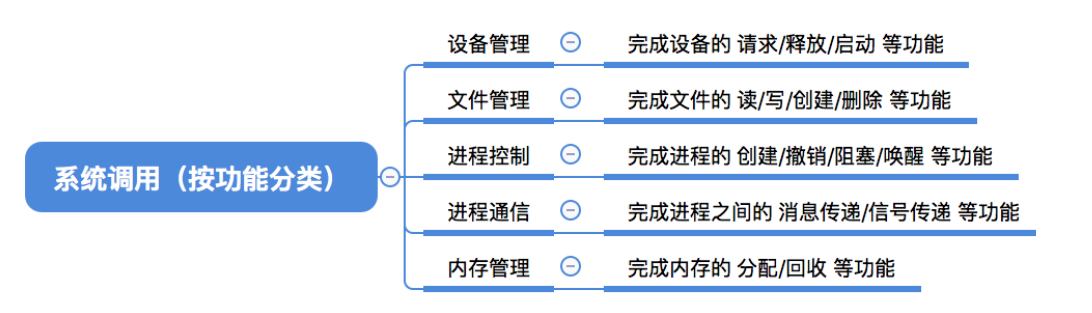 系统调用（按功能分类）
设备管理
完成设备的 请求/释放/启动 等功能
文件管理
完成文件的 读/写/创建/删除 等功能
进程控制
完成进程的 创建/撤销/阻塞/唤醒 等功能
进程通信
完成进程之间的 消息传递/信号传递 等功能
内存管理
完成内存的 分配/回收 等功能